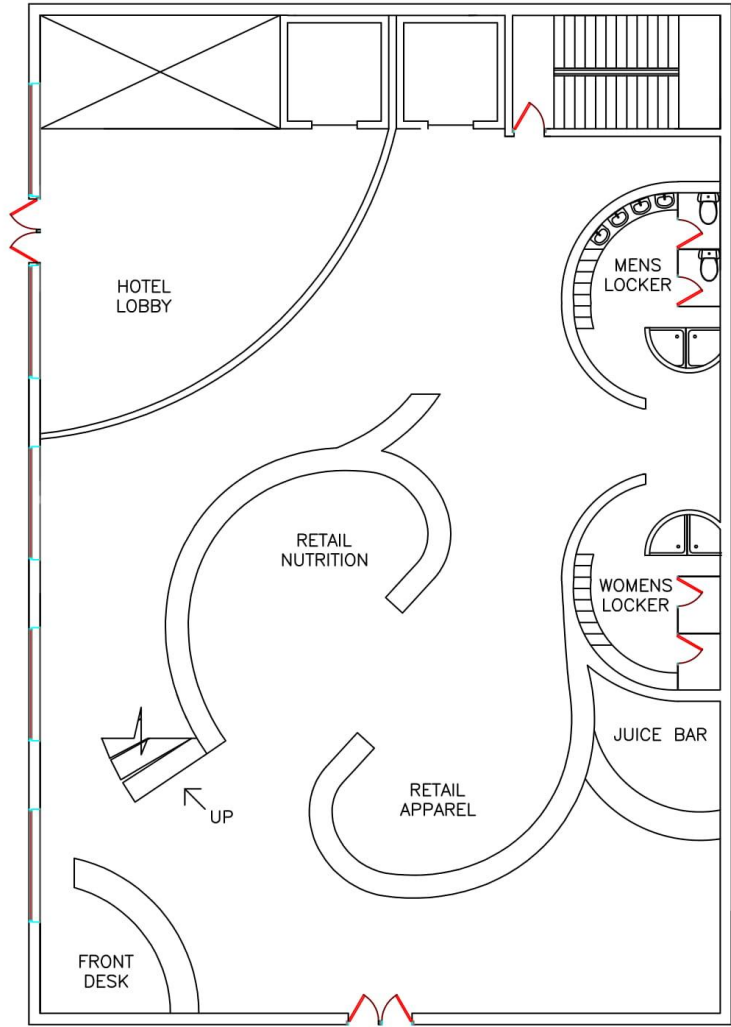 HOTEL
LOBBY
MENS
LOCKER
RETAIL
NUTRITION
WOMENS
LOCKER
JUICE BAR
RETAIL
APPAREL
UP
FRONT
DESK